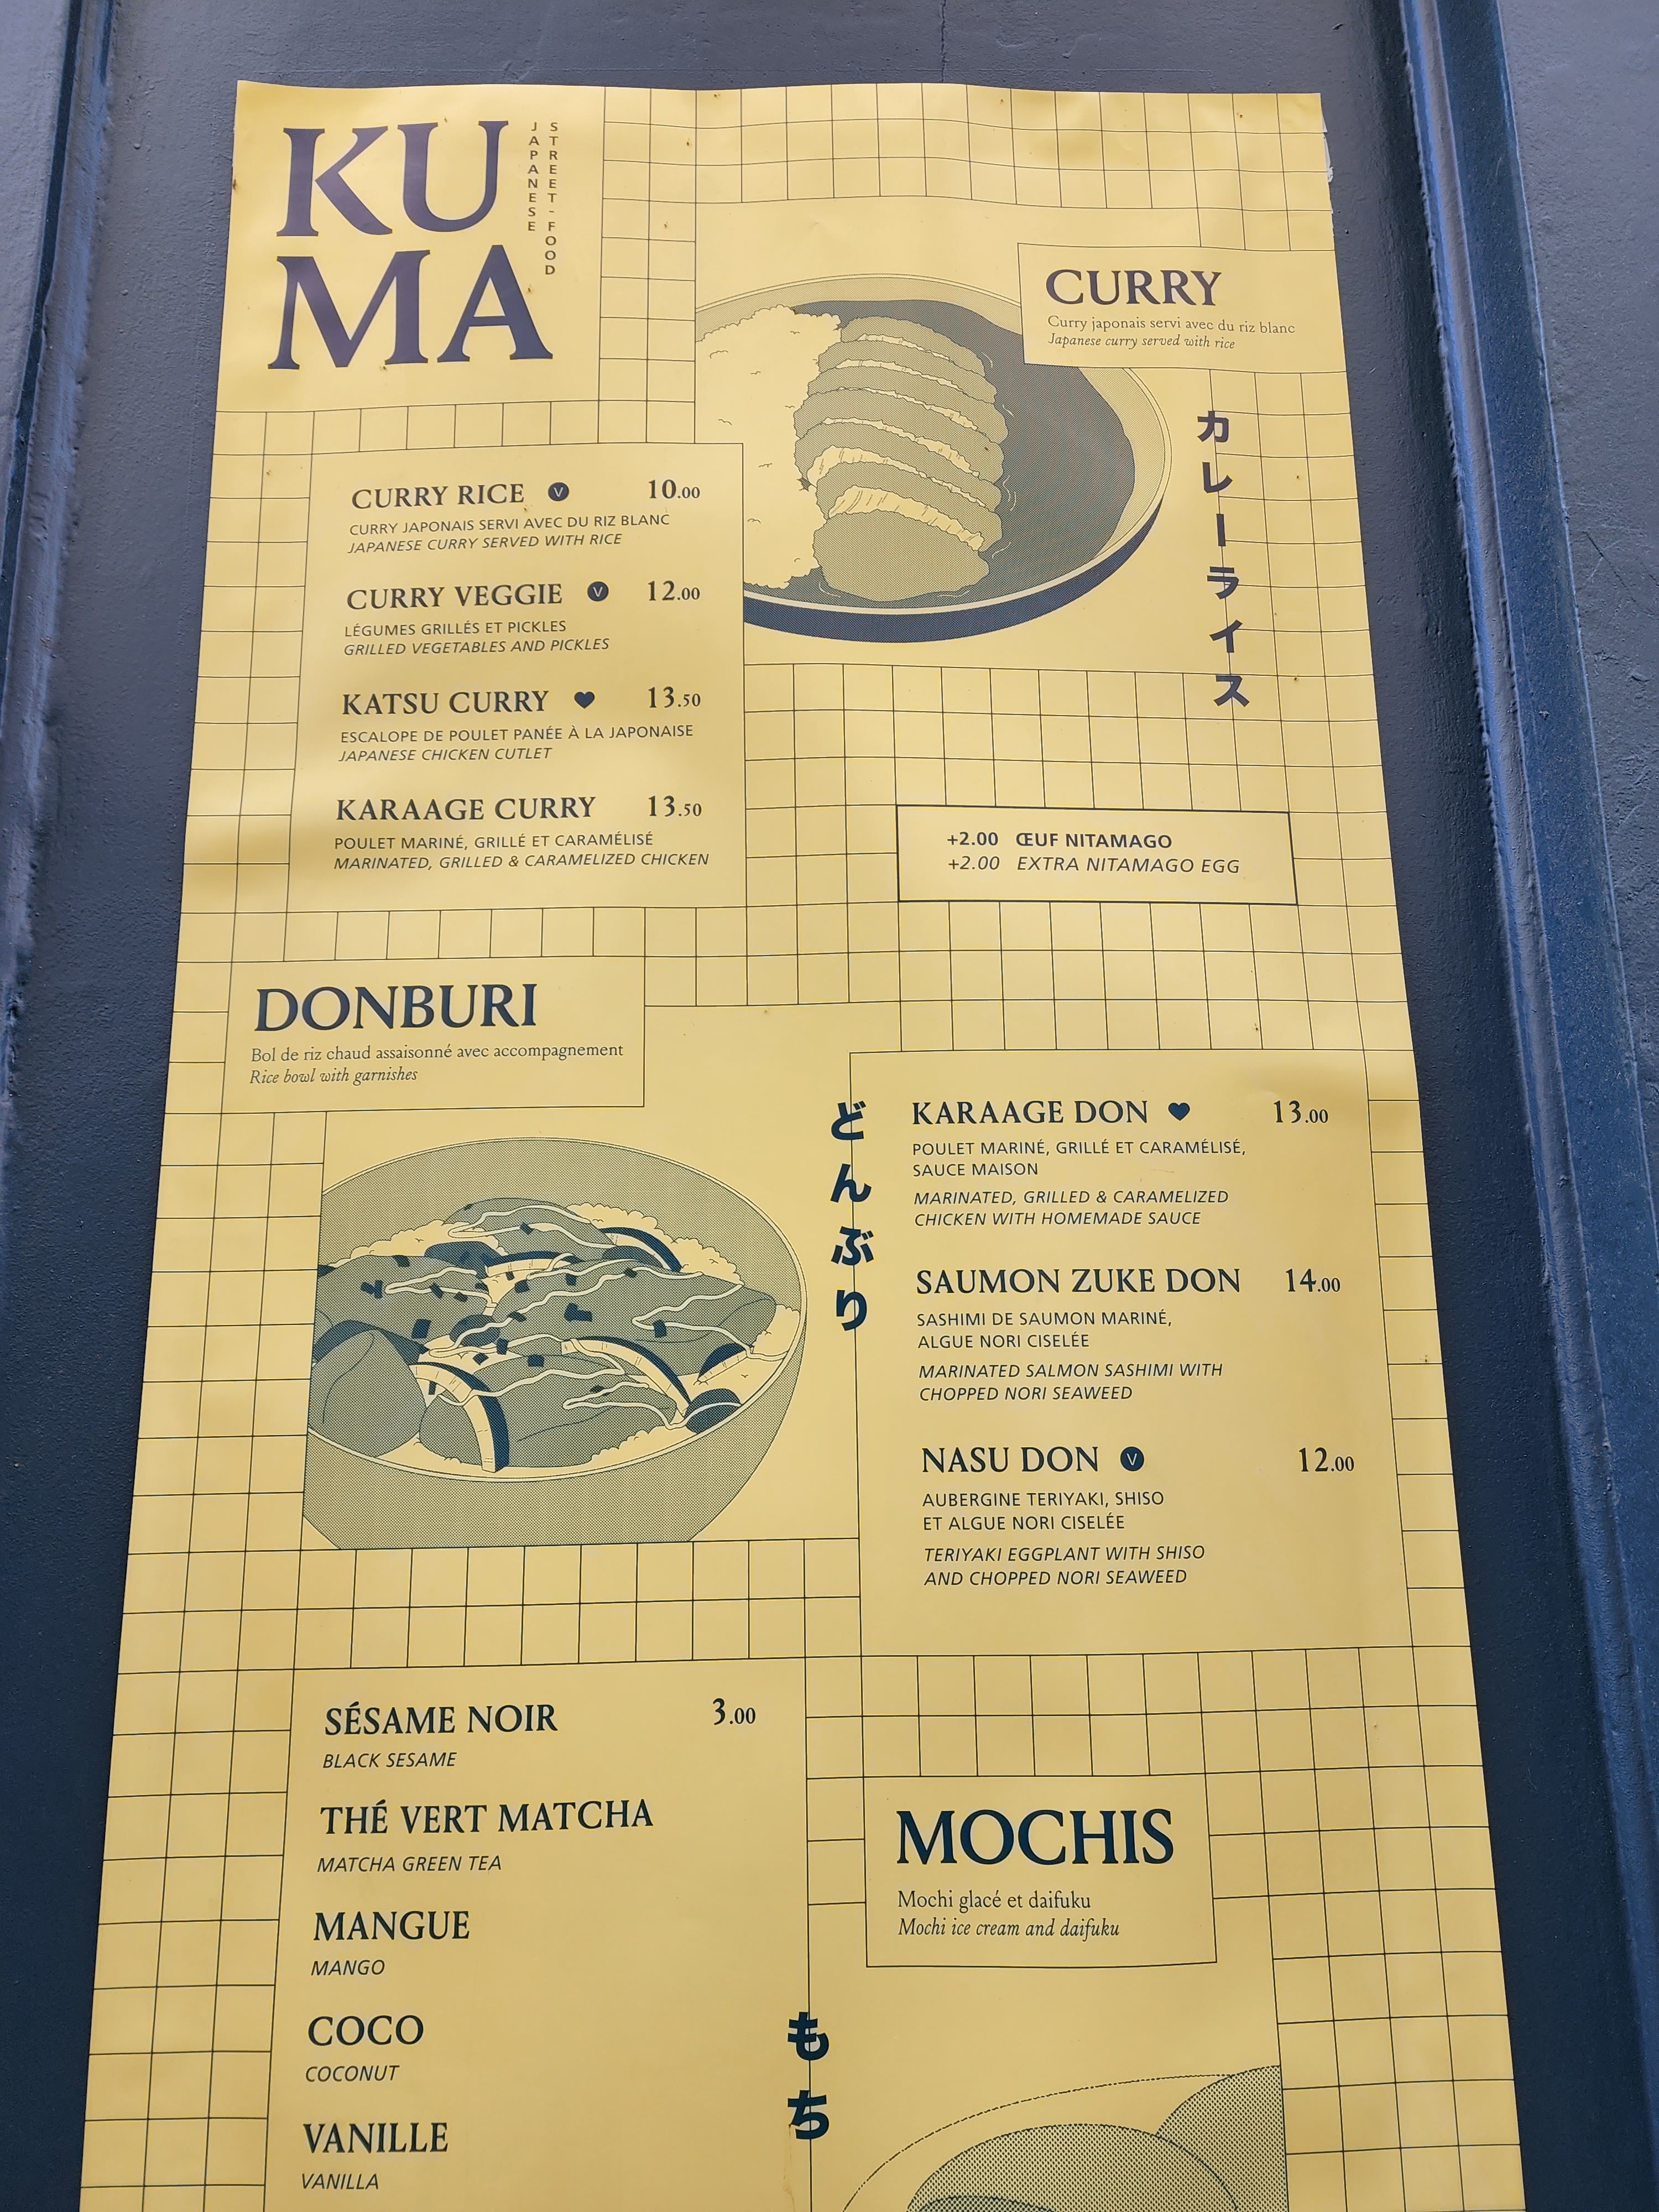 KU
MA
JAPANESE
STREET-FOOD
CURRY
Curry japonais servi avec du riz blanc
Japanese curry served with rice
カレーライス
CURRY RICE V 10.00
CURRY JAPONAIS SERVI AVEC DU RIZ BLANC
JAPANESE CURRY SERVED WITH RICE
CURRY VEGGIE V 12.00
LÉGUMES GRILLÉS ET PICKLES
GRILLED VEGETABLES AND PICKLES
KATSU CURRY ♥ 13.50
ESCALOPE DE POULET PANÉE À LA JAPONAISE
JAPANESE CHICKEN CUTLET
KARAAGE CURRY 13.50
POULET MARINÉ, GRILLÉ ET CARAMÉLISÉ
MARINATED, GRILLED & CARAMELIZED CHICKEN
+2.00 ŒUF NITAMAGO
+2.00 EXTRA NITAMAGO EGG
DONBURI
Bol de riz chaud assaisonné avec accompagnement
Rice bowl with garnishes
どんぶり
KARAAGE DON ♥ 13.00
POULET MARINÉ, GRILLÉ ET CARAMÉLISÉ,
SAUCE MAISON
MARINATED, GRILLED & CARAMELIZED
CHICKEN WITH HOMEMADE SAUCE
SAUMON ZUKE DON 14.00
SASHIMI DE SAUMON MARINÉ,
ALGUE NORI CISELÉE
MARINATED SALMON SASHIMI WITH
CHOPPED NORI SEAWEED
NASU DON V 12.00
AUBERGINE TERIYAKI, SHISO
ET ALGUE NORI CISELÉE
TERIYAKI EGGPLANT WITH SHISO
AND CHOPPED NORI SEAWEED
MOCHIS
Mochi glacé et daifuku
Mochi ice cream and daifuku
もち
SÉSAME NOIR 3.00
BLACK SESAME
THÉ VERT MATCHA
MATCHA GREEN TEA
MANGUE
MANGO
COCO
COCONUT
VANILLE
VANILLA